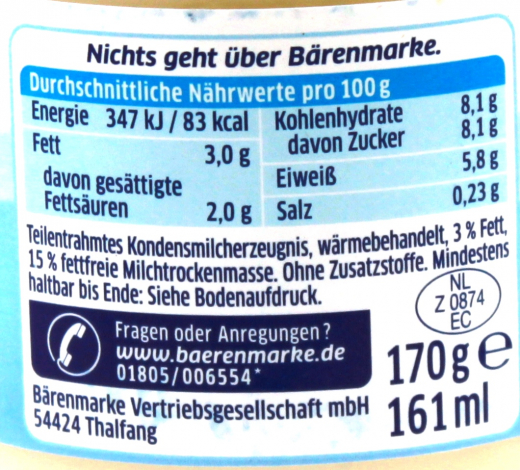 Nichts geht über Bärenmarke.
Durchschnittliche Nährwerte pro 100 g
Energie 347 kJ / 83 kcal
Fett 3,0 g
davon gesättigte
Fettsäuren 2,0 g
Kohlenhydrate 8,1 g
davon Zucker 8,1 g
Eiweiß 5,8 g
Salz 0,23 g
Teilentrahmtes Kondensmilcherzeugnis, wärmebehandelt, 3 % Fett,
15 % fettfreie Milchtrockenmasse. Ohne Zusatzstoffe. Mindestens
haltbar bis Ende: Siehe Bodenaufdruck.
NL
Z 0874
EC
Fragen oder Anregungen?
www.baerenmarke.de
01805/006554*
170 g e
161 ml
Bärenmarke Vertriebsgesellschaft mbH
54424 Thalfang